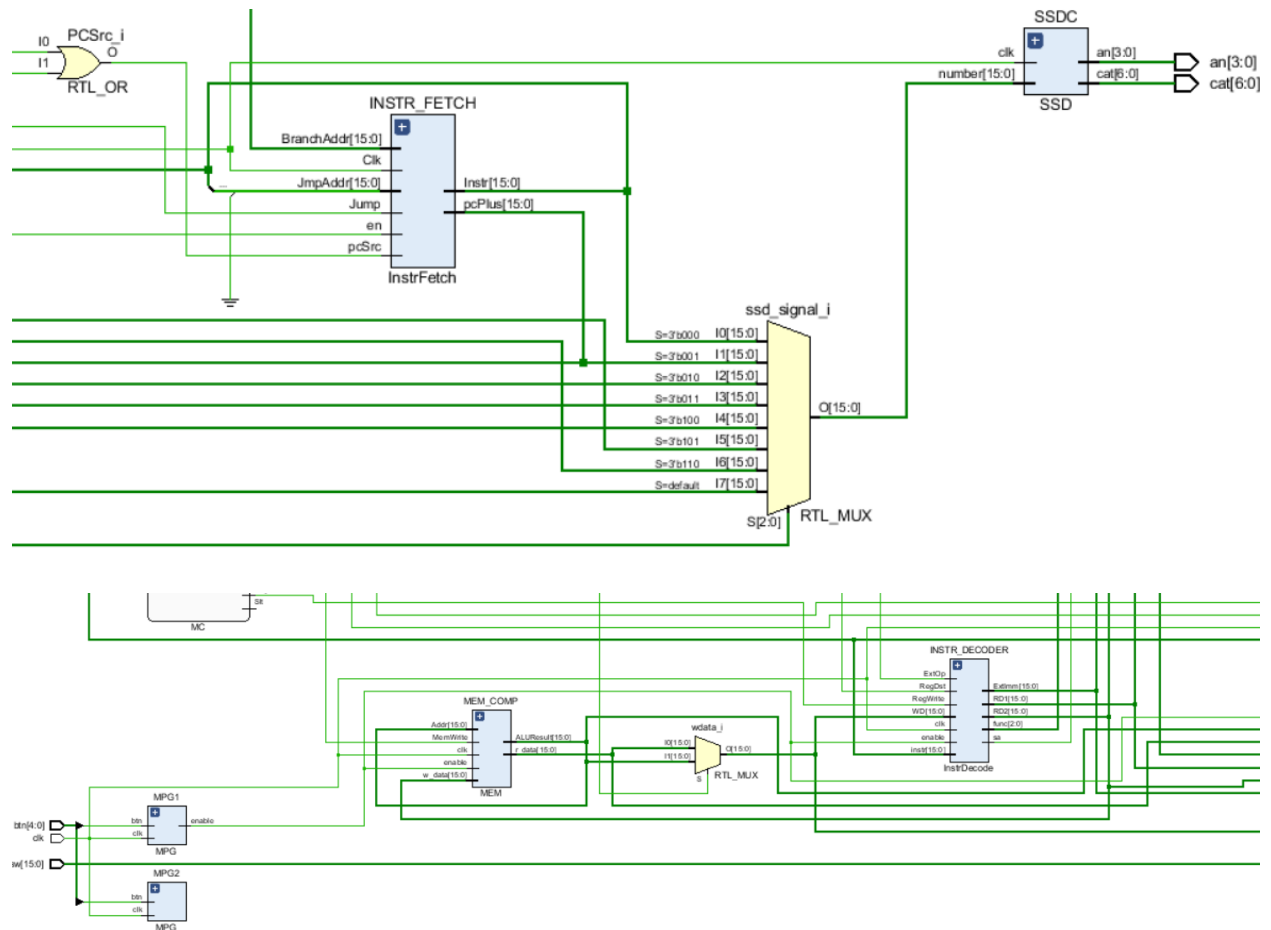 PCSrc_i
I0
O
I1
RTL_OR
SSDC
clk
an[3:0]
number[15:0]
cat[6:0]
SSD
an[3:0]
cat[6:0]
INSTR_FETCH
BranchAddr[15:0]
Clk
JmpAddr[15:0]
Instr[15:0]
Jump
pcPlus[15:0]
en
pcSrc
InstrFetch
ssd_signal_i
S=3'b000 I0[15:0]
S=3'b001 I1[15:0]
S=3'b010 I2[15:0]
S=3'b011 I3[15:0]
O[15:0]
S=3'b100 I4[15:0]
S=3'b101 I5[15:0]
S=3'b110 I6[15:0]
S=default I7[15:0]
S[2:0]
RTL_MUX
Slt
MC
INSTR_DECODER
ExtOp
RegDst
ExtImm[15:0]
RegWrite
RD1[15:0]
WD[15:0]
RD2[15:0]
clk
func[2:0]
enable
sa
instr[15:0]
InstrDecode
MEM_COMP
Addr[15:0]
MemWrite
ALUResult[15:0]
clk
r_data[15:0]
enable
w_data[15:0]
MEM
wdata_i
I0[15:0]
O[15:0]
I1[15:0]
S
RTL_MUX
MPG1
btn
enable
clk
MPG
btn[4:0]
clk
sw[15:0]
MPG2
btn
clk
MPG